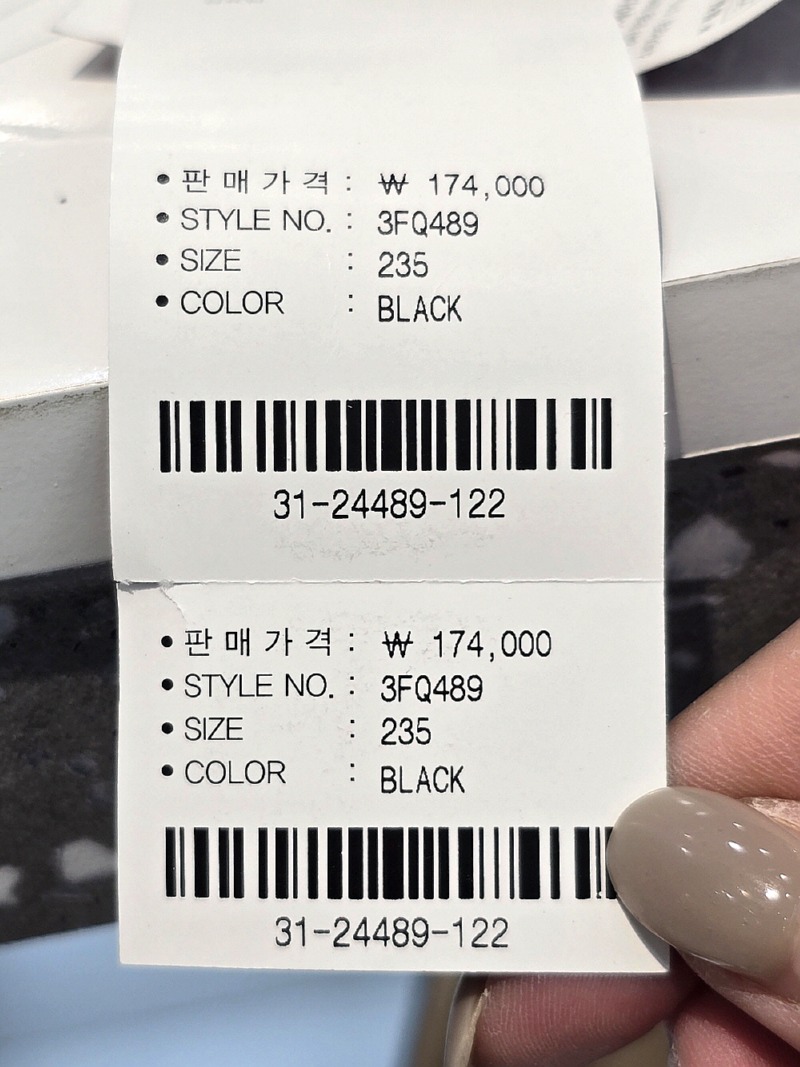 • 판 매 가 격 : ₩ 174,000
• STYLE NO. : 3FQ489
• SIZE : 235
• COLOR : BLACK
31-24489-122
• 판 매 가 격 : ₩ 174,000
• STYLE NO. : 3FQ489
• SIZE : 235
• COLOR : BLACK
31-24489-122